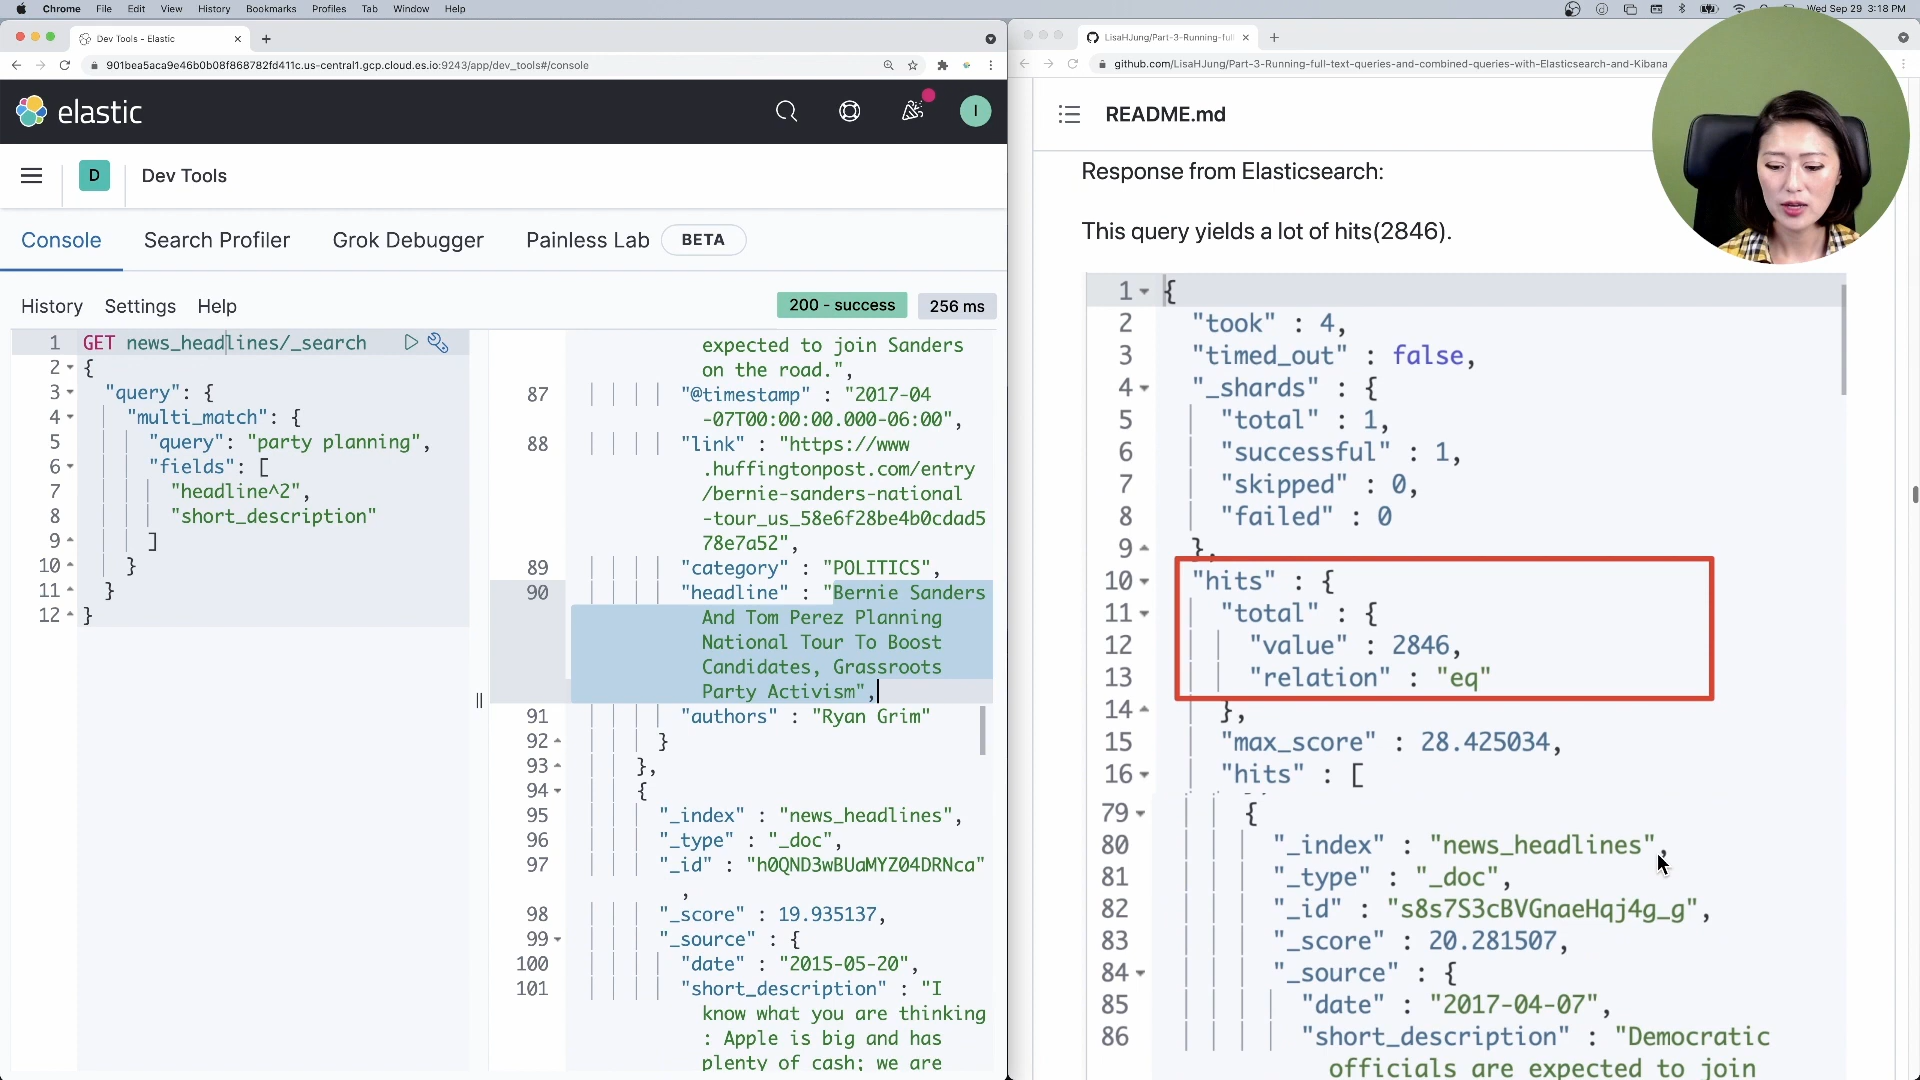 Chrome File Edit View History Bookmarks Profiles Tab Window Help
Wed Sep 29 3:18 PM
Dev Tools - Elastic
901bea5aca9e46b0b08f868782fd411c.us-central1.gcp.cloud.es.io:9243/app/dev_tools#/console
elastic
I
D Dev Tools
Console Search Profiler Grok Debugger Painless Lab BETA
History Settings Help
200 - success 256 ms
1 GET news_headlines/_search
2 {
3 "query": {
4 "multi_match": {
5 "query": "party planning",
6 "fields": [
7 "headline^2",
8 "short_description"
9 ]
10 }
11 }
12 }
expected to join Sanders
on the road.",
87 "@timestamp" : "2017-04
-07T00:00:00.000-06:00",
88 "link" : "https://www
.huffingtonpost.com/entry
/bernie-sanders-national
-tour_us_58e6f28be4b0cdad5
78e7a52",
89 "category" : "POLITICS",
90 "headline" : "Bernie Sanders
And Tom Perez Planning
National Tour To Boost
Candidates, Grassroots
Party Activism",
91 "authors" : "Ryan Grim"
92 }
93 },
94 {
95 "_index" : "news_headlines",
96 "_type" : "_doc",
97 "_id" : "h0QND3wBUaMYZ04DRNca"
,
98 "_score" : 19.935137,
99 "_source" : {
100 "date" : "2015-05-20",
101 "short_description" : "I
know what you are thinking
: Apple is big and has
plenty of cash; we are
LisaHJung/Part-3-Running-full
github.com/LisaHJung/Part-3-Running-full-text-queries-and-combined-queries-with-Elasticsearch-and-Kibana
README.md
Response from Elasticsearch:
This query yields a lot of hits(2846).
1 {
2 "took" : 4,
3 "timed_out" : false,
4 "_shards" : {
5 "total" : 1,
6 "successful" : 1,
7 "skipped" : 0,
8 "failed" : 0
9 },
10 "hits" : {
11 "total" : {
12 "value" : 2846,
13 "relation" : "eq"
14 },
15 "max_score" : 28.425034,
16 "hits" : [
79 {
80 "_index" : "news_headlines",
81 "_type" : "_doc",
82 "_id" : "s8s7S3cBVGnaeHqj4g_g",
83 "_score" : 20.281507,
84 "_source" : {
85 "date" : "2017-04-07",
86 "short_description" : "Democratic
officials are expected to join